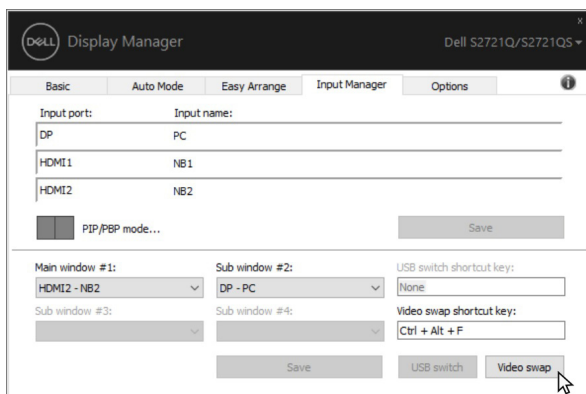 x
DELL Display Manager Dell S2721Q/S2721QS
Basic Auto Mode Easy Arrange Input Manager Options i
Input port: Input name:
DP PC
HDMI1 NB1
HDMI2 NB2
PIP/PBP mode... Save
Main window #1: Sub window #2: USB switch shortcut key:
HDMI2 - NB2 DP - PC None
Sub window #3: Sub window #4: Video swap shortcut key:
Ctrl + Alt + F
Save USB switch Video swap